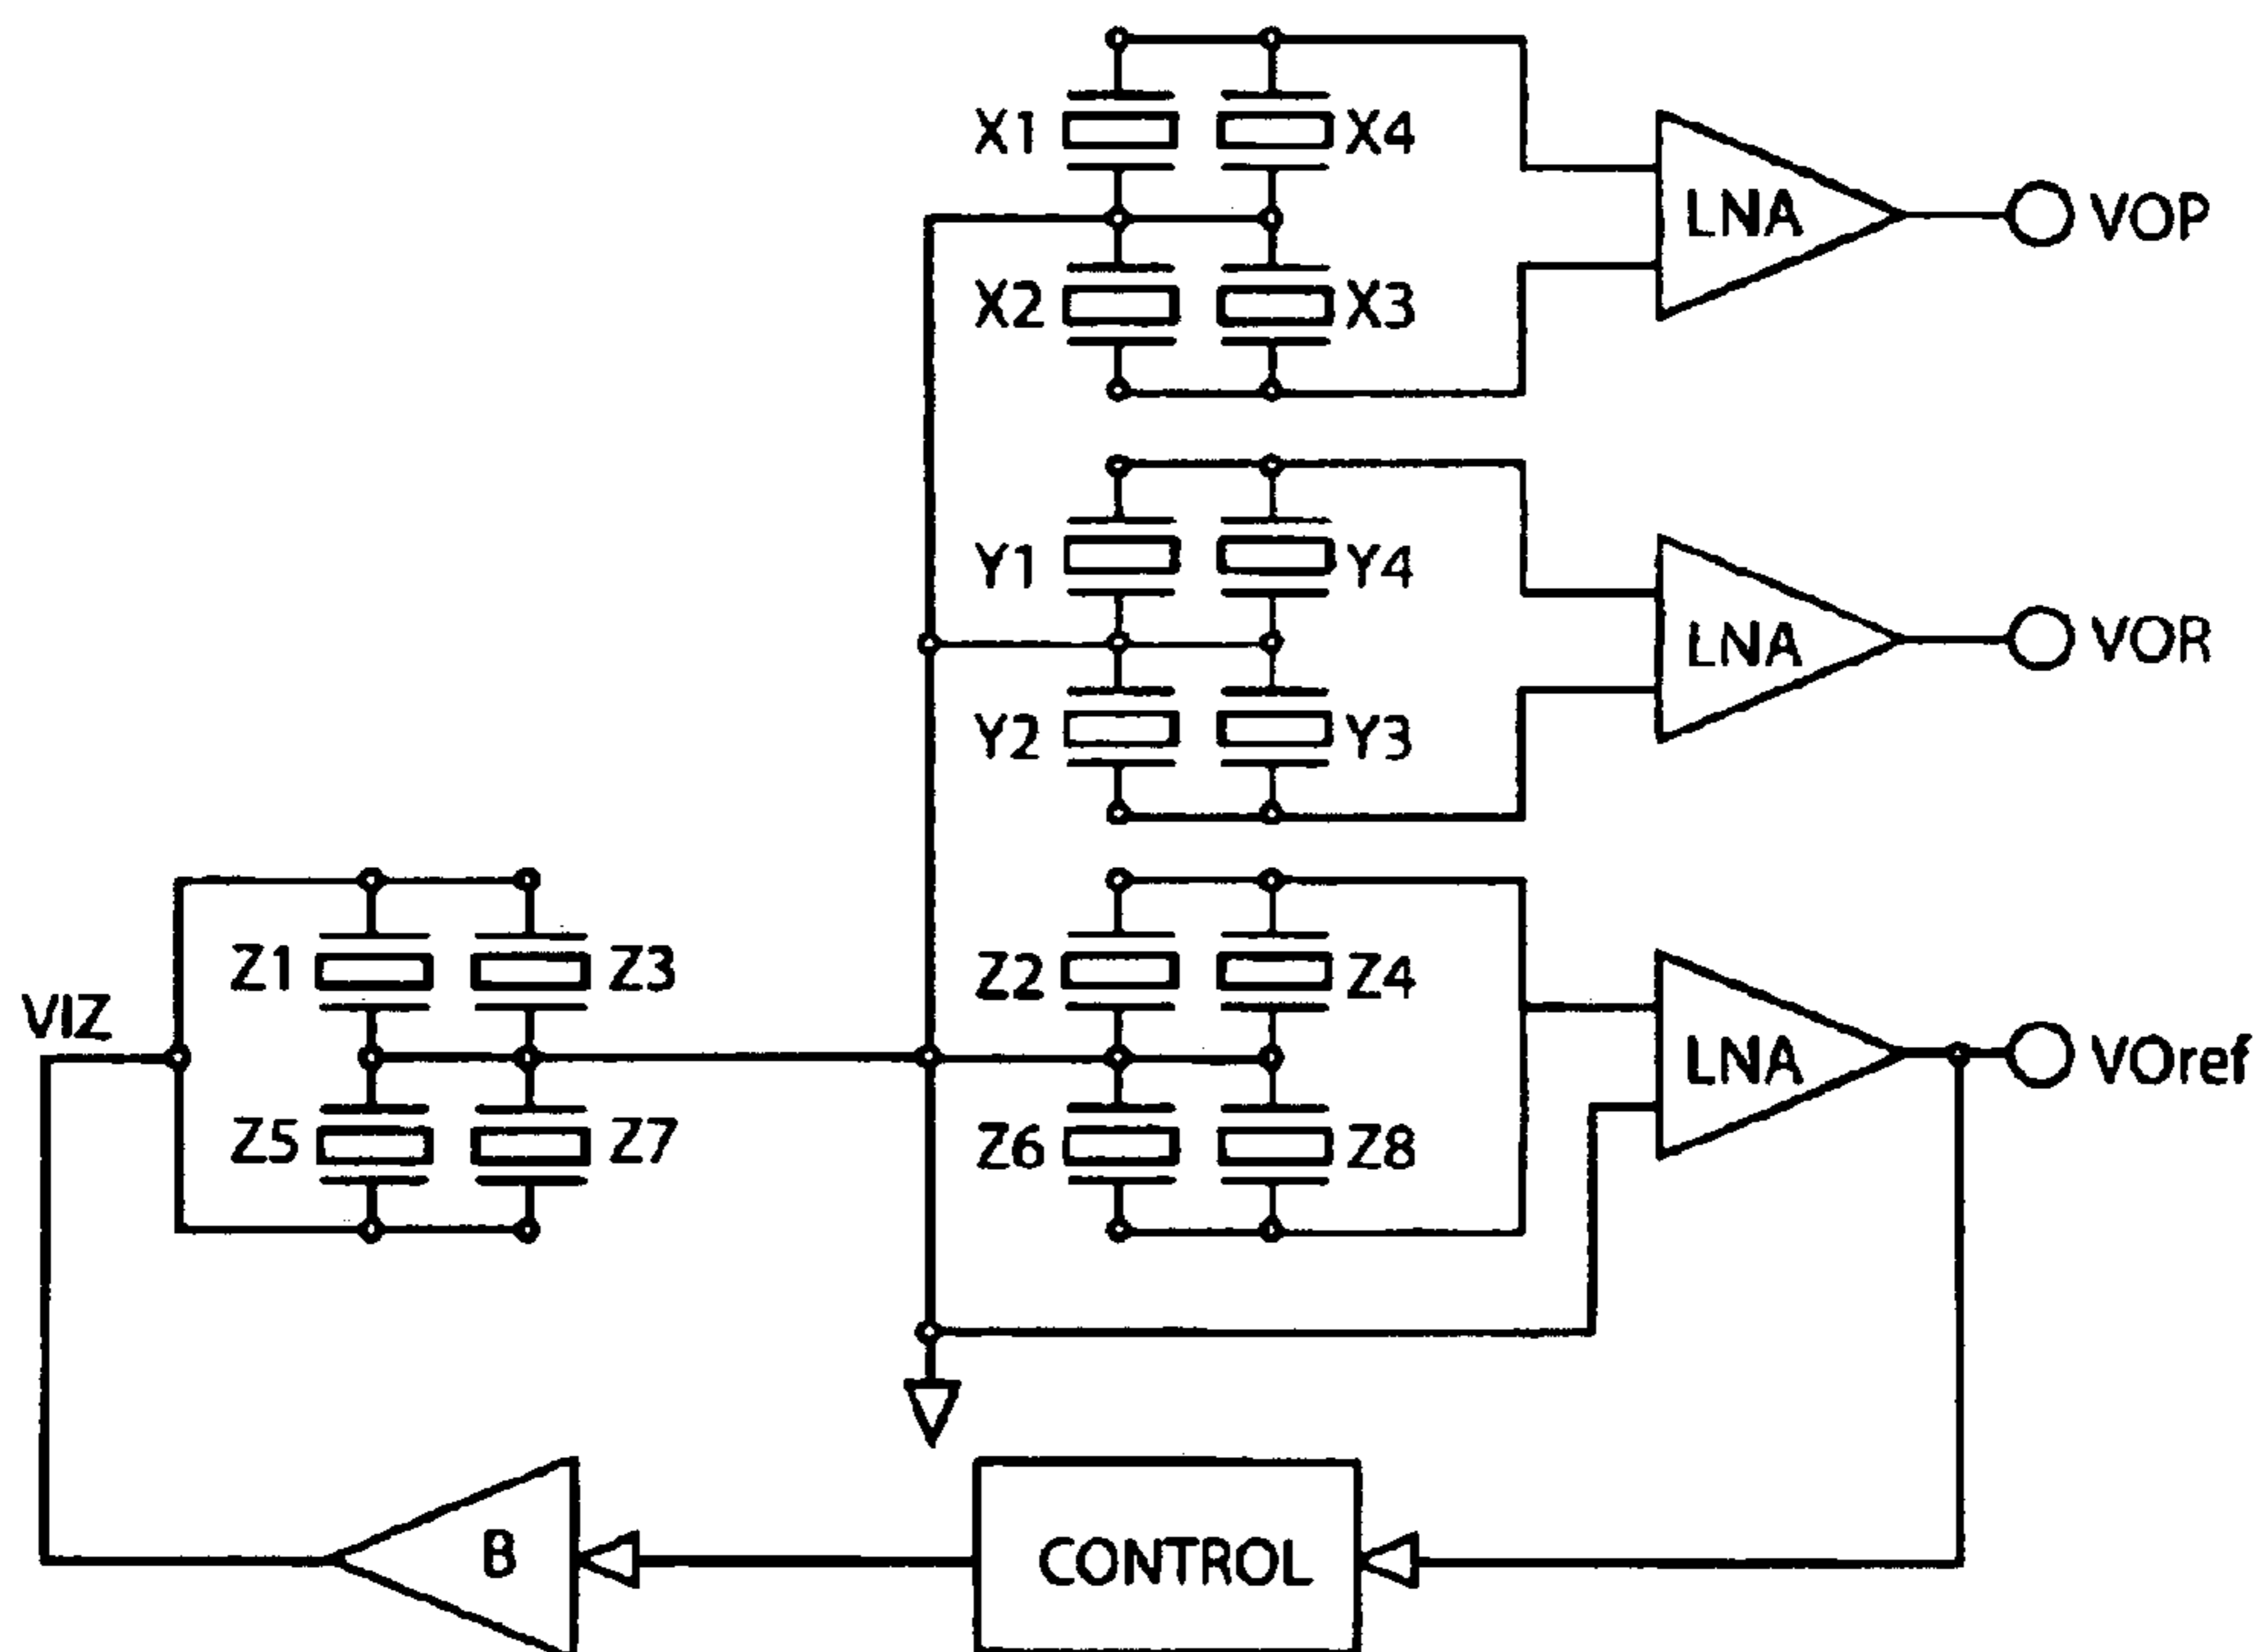 X1
X4
LNA
VOP
X2
X3
Y1
Y4
LNA
VOR
Y2
Y3
Z1
Z3
Z2
Z4
VIZ
LNA
VOref
Z5
Z7
Z6
Z8
B
CONTROL